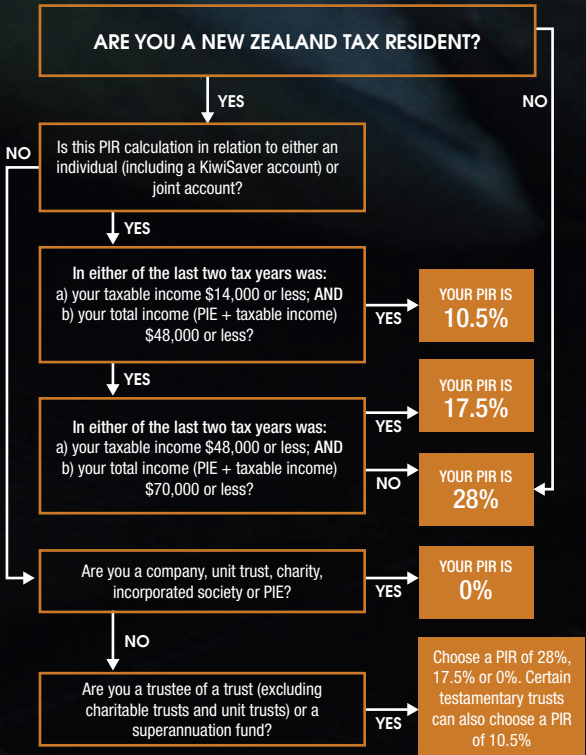 ARE YOU A NEW ZEALAND TAX RESIDENT?
YES
NO
NO
Is this PIR calculation in relation to either an
individual (including a KiwiSaver account) or
joint account?
YES
In either of the last two tax years was:
a) your taxable income $14,000 or less; AND
b) your total income (PIE + taxable income)
$48,000 or less?
YES
YOUR PIR IS
10.5%
YES
In either of the last two tax years was:
a) your taxable income $48,000 or less; AND
b) your total income (PIE + taxable income)
$70,000 or less?
YES
YOUR PIR IS
17.5%
NO
YOUR PIR IS
28%
Are you a company, unit trust, charity,
incorporated society or PIE?
YES
YOUR PIR IS
0%
NO
Are you a trustee of a trust (excluding
charitable trusts and unit trusts) or a
superannuation fund?
YES
Choose a PIR of 28%,
17.5% or 0%. Certain
testamentary trusts
can also choose a PIR
of 10.5%